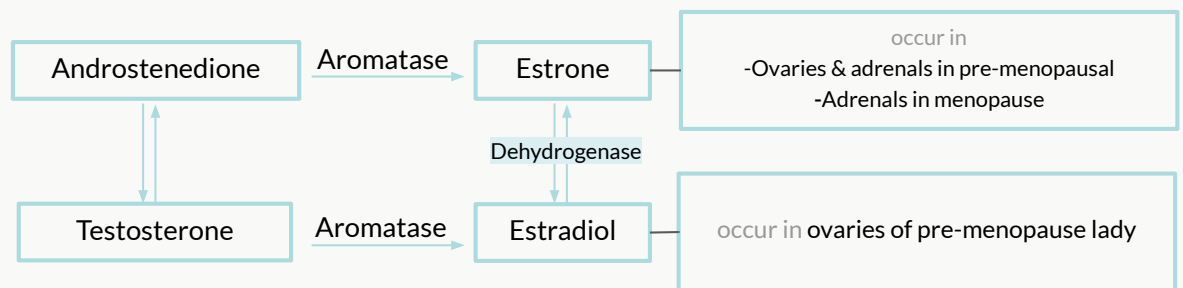 Androstenedione
Aromatase
Estrone
occur in
-Ovaries & adrenals in pre-menopausal
-Adrenals in menopause
Dehydrogenase
Testosterone
Aromatase
Estradiol
occur in ovaries of pre-menopause lady